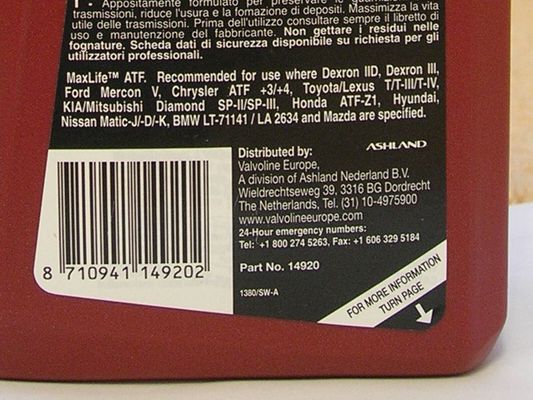 Appositamente formulato per preservare le
trasmissioni, riduce l'usura e la fomazione di depositi. Massimizza la vita
utile delle trasmissioni. Prima dell'utilizzo consultare sempre il libretto di
uso e manutenzione del fabbricante. Non gettare i residui nelle
fognature. Scheda dati di sicurezza disponibile su richiesta per gli
utilizzatori professionali.
MaxLife™ ATF. Recommended for use where Dexron IID, Dexron III,
Ford Mercon V, Chrysler ATF +3/+4, Toyota/Lexus T/T-III/T-IV,
KIA/Mitsubishi Diamond SP-II/SP-III, Honda ATF-Z1, Hyundai,
Nissan Matic-J/-D/-K, BMW LT-71141 / LA 2634 and Mazda are specified.
ASHLAND
Distributed by:
Valvoline Europe,
A division of Ashland Nederland B.V.
Wieldrechtseweg 39, 3316 BG Dordrecht
The Netherlands, Tel. (31) 10-4975900
www.valvolineeurope.com
24-Hour emergency numbers:
Tel: +1 800 274 5263, Fax: +1 606 329 5184
Part No. 14920
1380/SW-A
8 710941 149202
FOR MORE INFORMATION
TURN PAGE